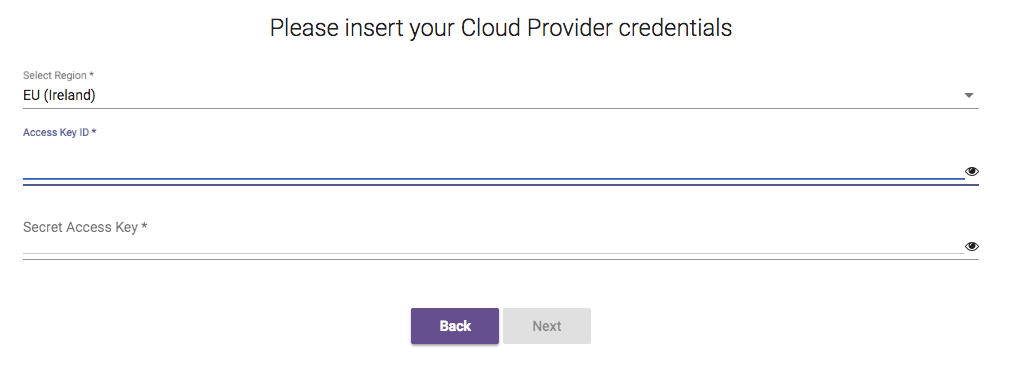 Please insert your Cloud Provider credentials
Select Region *
EU (Ireland)
Access Key ID *
Secret Access Key *
Back
Next